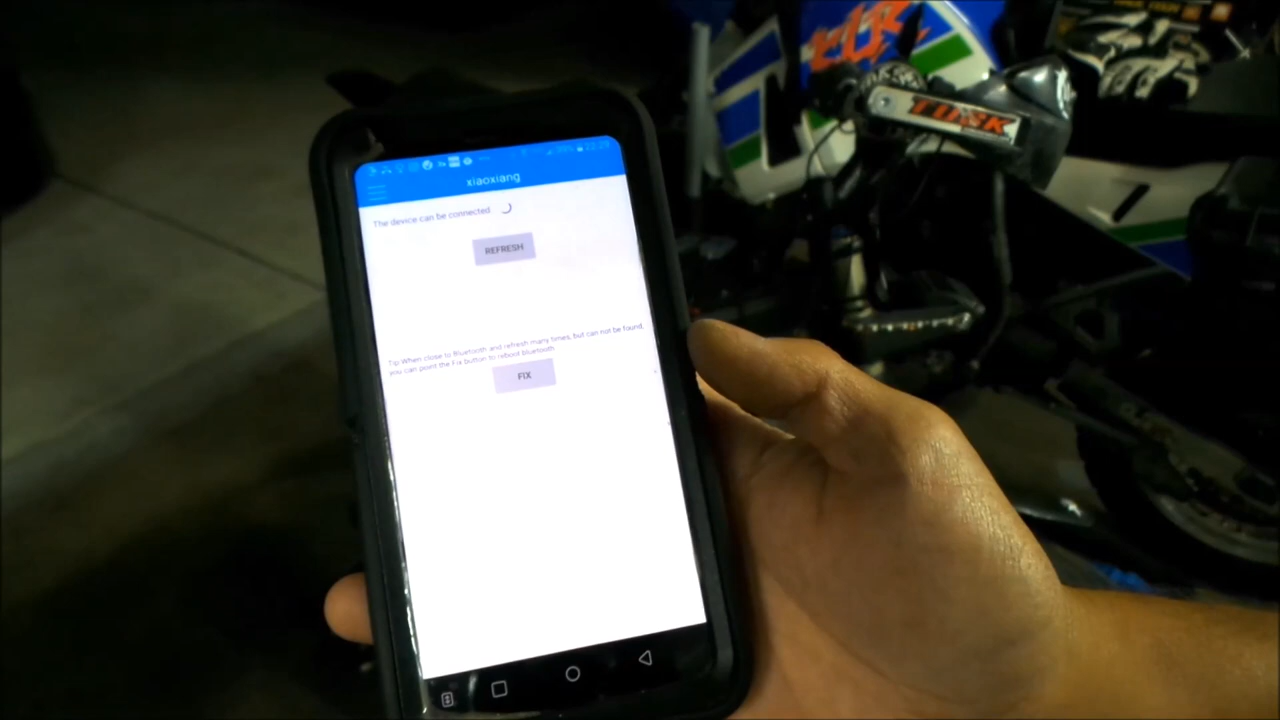 xiaoxiang
The device can be connected
REFRESH
Tip:When close to Bluetooth and refresh many times, but can not be found,
you can point the Fix button to reboot bluetooth
FIX
TUSK